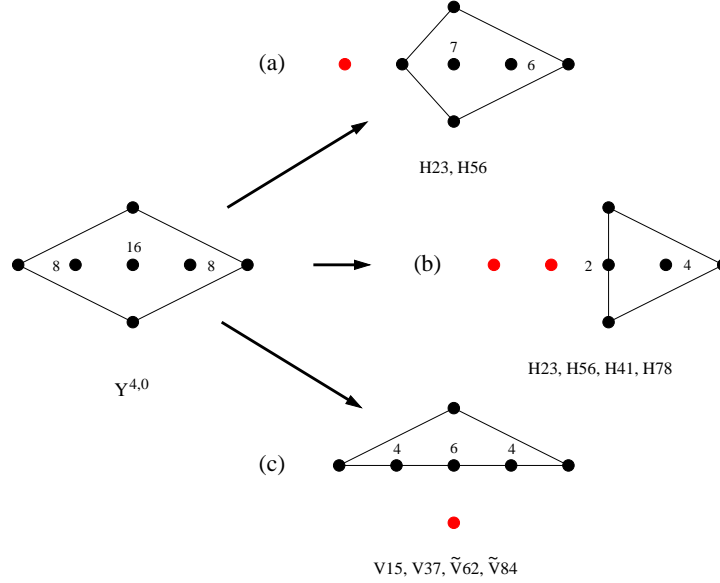 (a)
7
6
H23, H56
8
16
8
Y^{4,0}
(b)
2
4
H23, H56, H41, H78
(c)
4 6 4
V15, V37, Ṽ62, Ṽ84